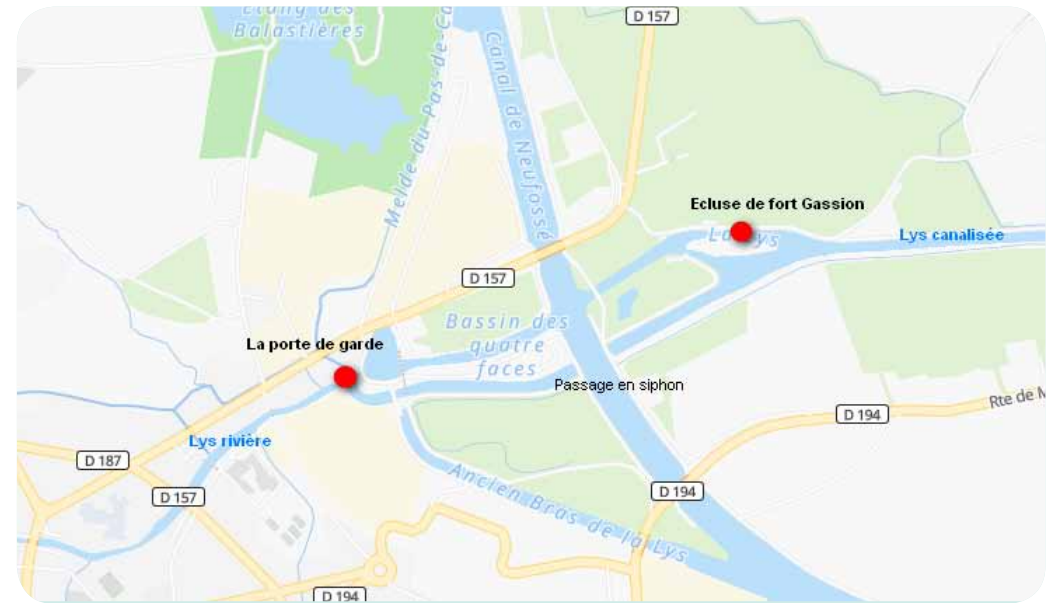 Etang des
Balastières
D 157
Melde du Pas-de-Ca
Canal de Neufossé
Ecluse de fort Gassion
La Lys
Lys canalisée
D 157
Bassin des
quatre
faces
La porte de garde
Passage en siphon
Rte de M
D 194
Lys rivière
D 187
D 157
Ancien Bras de la Lys
D 194
D 194